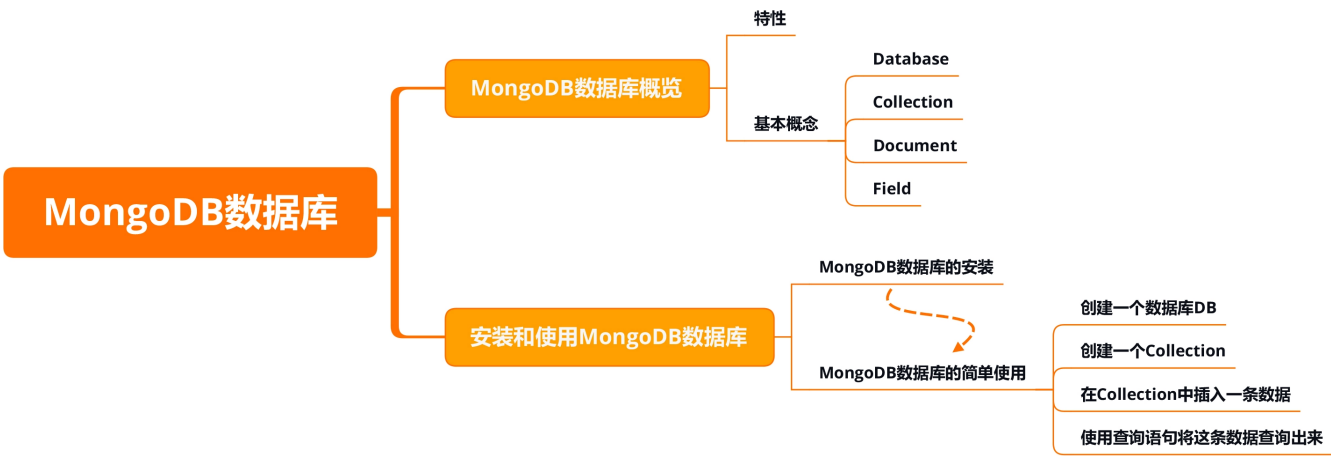 MongoDB数据库
MongoDB数据库概览
特性
基本概念
Database
Collection
Document
Field
安装和使用MongoDB数据库
MongoDB数据库的安装
MongoDB数据库的简单使用
创建一个数据库DB
创建一个Collection
在Collection中插入一条数据
使用查询语句将这条数据查询出来